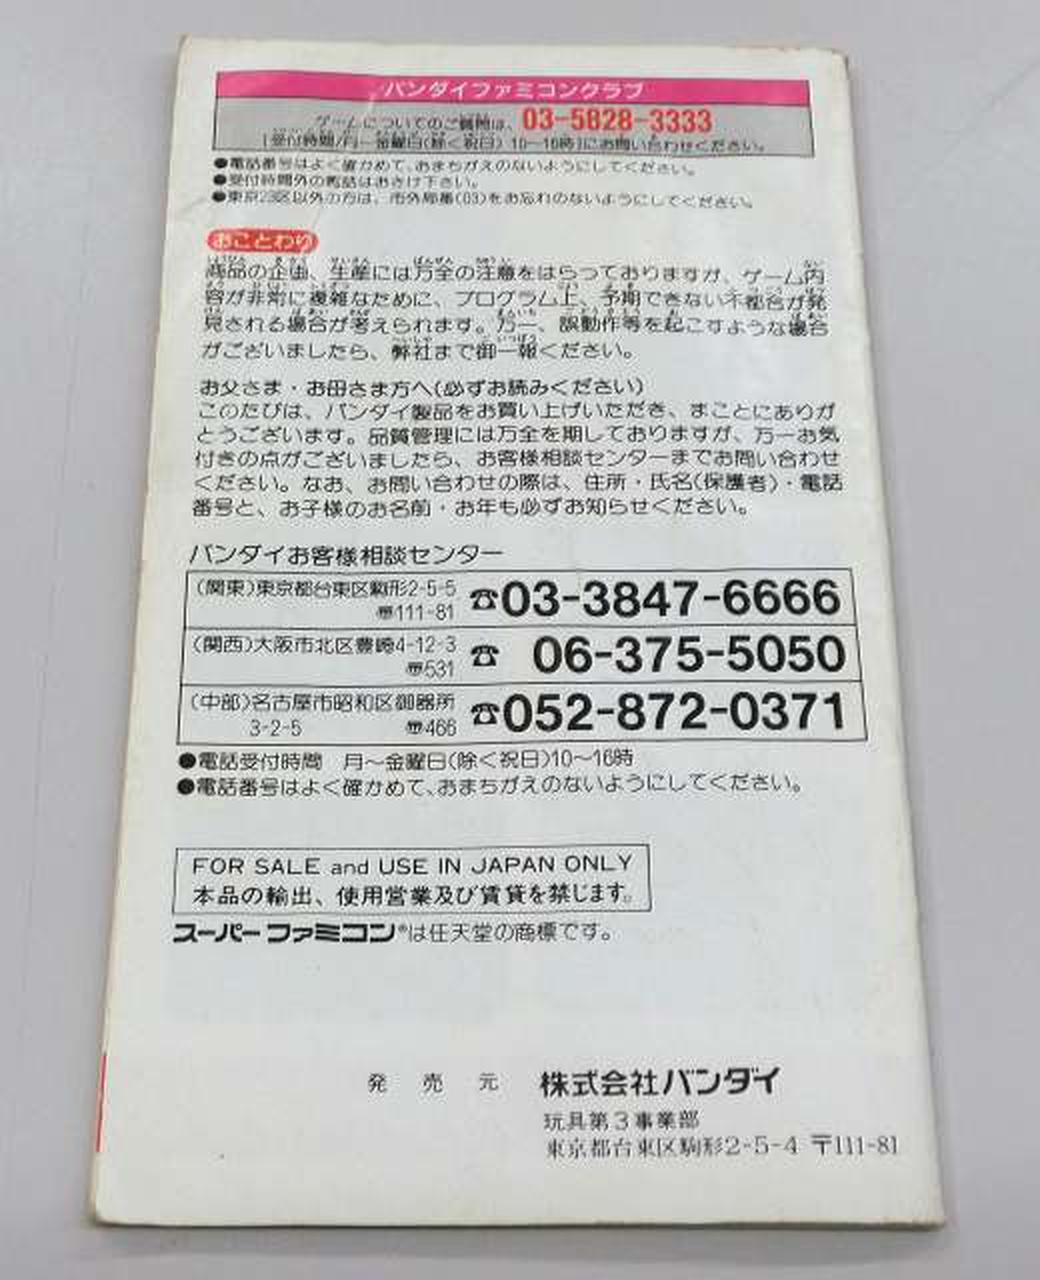 バンダイファミコンクラブ
ゲームについてのご質問は、03-5828-3333
(受付時間/月〜金曜日(除く祝日) 10〜16時)にお問い合わせください。
●電話番号はよく確かめて、おまちがえのないようにしてください。
●受付時間外の電話はおさけ下さい。
●東京23区以外の方は、市外局番(03)をお忘れのないようにしてください。
おことわり
商品の企画、生産には万全の注意をはらっておりますが、ゲーム内
容が非常に複雑なために、プログラム上、予期できない不都合が発
見される場合が考えられます。万一、誤動作等を起こすような場合
がございましたら、弊社まで御一報ください。
お父さま・お母さま方へ(必ずお読みください)
このたびは、バンダイ製品をお買い上げいただき、まことにありが
とうございます。品質管理には万全を期しておりますが、万一お気
付きの点がございましたら、お客様相談センターまでお問い合わせ
ください。なお、お問い合わせの際は、住所・氏名(保護者)・電話
番号と、お子様のお名前・お年も必ずお知らせください。
バンダイお客様相談センター
(関東)東京都台東区駒形2-5-5
〠111-81 ☎03-3847-6666
(関西)大阪市北区豊崎4-12-3
〠531 ☎ 06-375-5050
(中部)名古屋市昭和区御器所
3-2-5 〠466 ☎052-872-0371
●電話受付時間 月〜金曜日(除く祝日)10〜16時
●電話番号はよく確かめて、おまちがえのないようにしてください。
FOR SALE and USE IN JAPAN ONLY
本品の輸出、使用営業及び賃貸を禁じます。
スーパーファミコン®は任天堂の商標です。
発売元 株式会社バンダイ
玩具第3事業部
東京都台東区駒形2-5-4 〒111-81